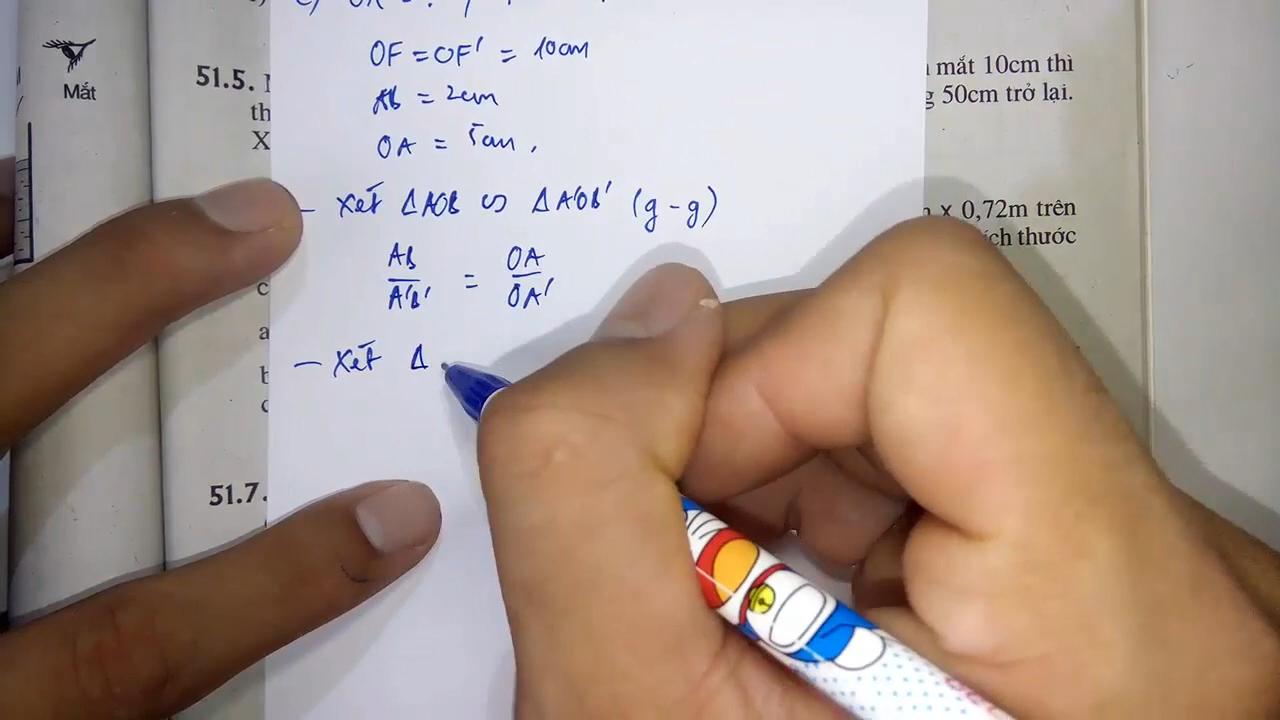 OF = OF' = 10cm
AB = 2cm
OA = 5cm,
- Xét ΔAOB ∽ ΔA'OB' (g-g)
AB / A'B' = OA / OA'
- Xét Δ
Mắt
51.5.
th
X
mắt 10cm thì
g 50cm trở lại.
x 0,72m trên
ích thước
c
a
b
c
51.7.